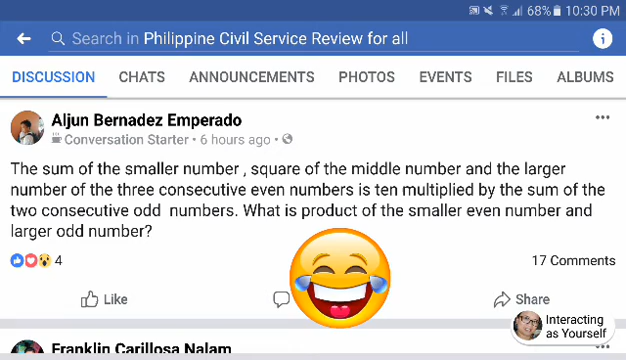 68% 10:30 PM
Search in Philippine Civil Service Review for all
DISCUSSION CHATS ANNOUNCEMENTS PHOTOS EVENTS FILES ALBUMS
Aljun Bernadez Emperado
Conversation Starter • 6 hours ago •
The sum of the smaller number , square of the middle number and the larger
number of the three consecutive even numbers is ten multiplied by the sum of the
two consecutive odd numbers. What is product of the smaller even number and
larger odd number?
4 17 Comments
Like Share
Interacting
as Yourself
Franklin Carillosa Nalam